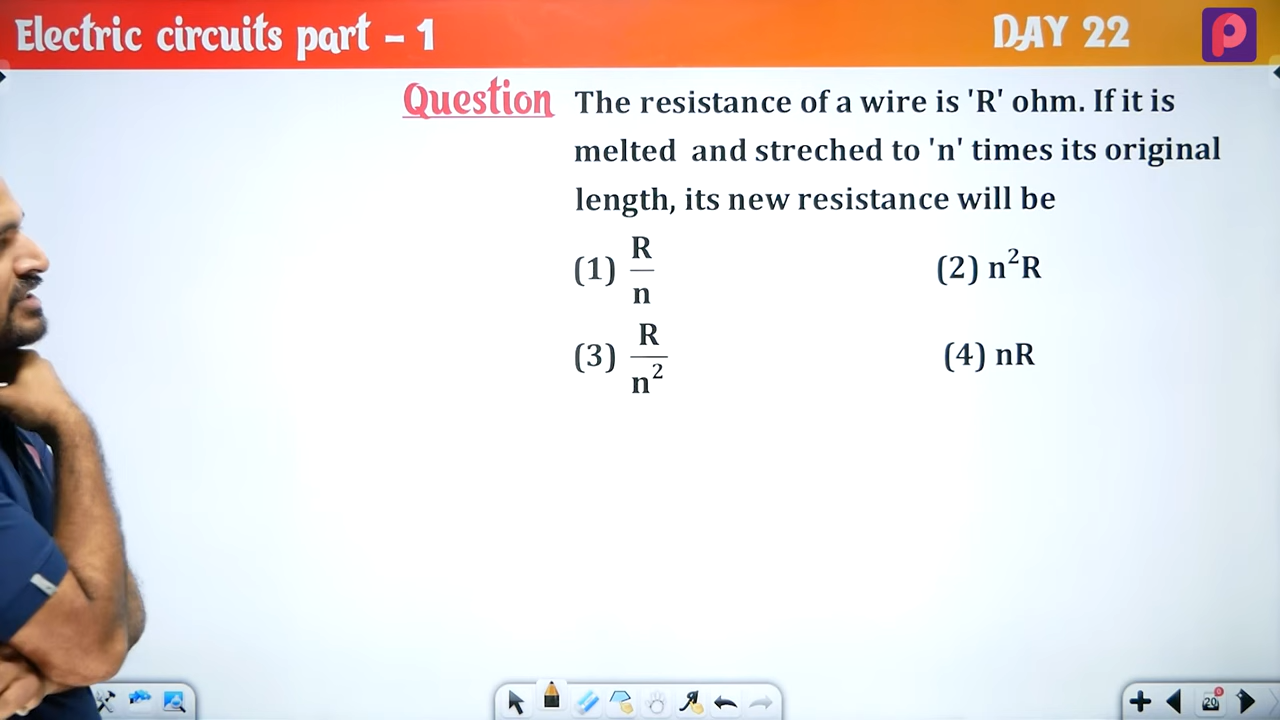 Electric circuits part – 1
DAY 22
Question The resistance of a wire is 'R' ohm. If it is
melted and streched to 'n' times its original
length, its new resistance will be
(1) R/n (2) n²R
(3) R/n² (4) nR
20